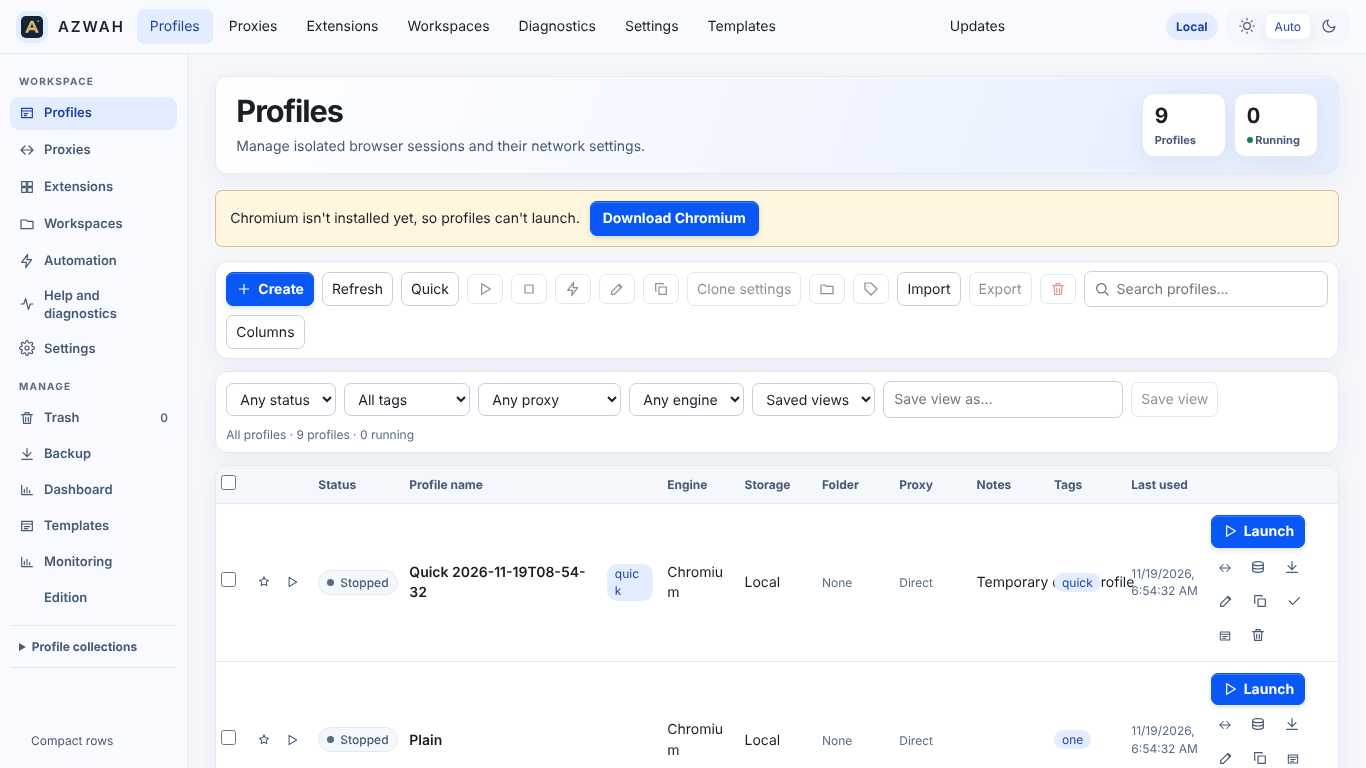 AZWAH Profiles Proxies Extensions Workspaces Diagnostics Settings Templates Updates Local Auto
WORKSPACE
Profiles
Proxies
Extensions
Workspaces
Automation
Help and
diagnostics
Settings
MANAGE
Trash 0
Backup
Dashboard
Templates
Monitoring
Edition
Profile collections
Compact rows
Profiles
Manage isolated browser sessions and their network settings.
9
Profiles
0
Running
Chromium isn't installed yet, so profiles can't launch. Download Chromium
Create Refresh Quick Clone settings Import Export Search profiles...
Columns
Any status All tags Any proxy Any engine Saved views Save view as... Save view
All profiles · 9 profiles · 0 running
Status Profile name Engine Storage Folder Proxy Notes Tags Last used
Launch
Stopped Quick 2026-11-19T08-54-
32
quic
k
Chromiu
m
Local None Direct Temporary quick rofile 11/19/2026,
6:54:32 AM
Launch
Stopped Plain Chromiu
m
Local None Direct one 11/19/2026,
6:54:32 AM